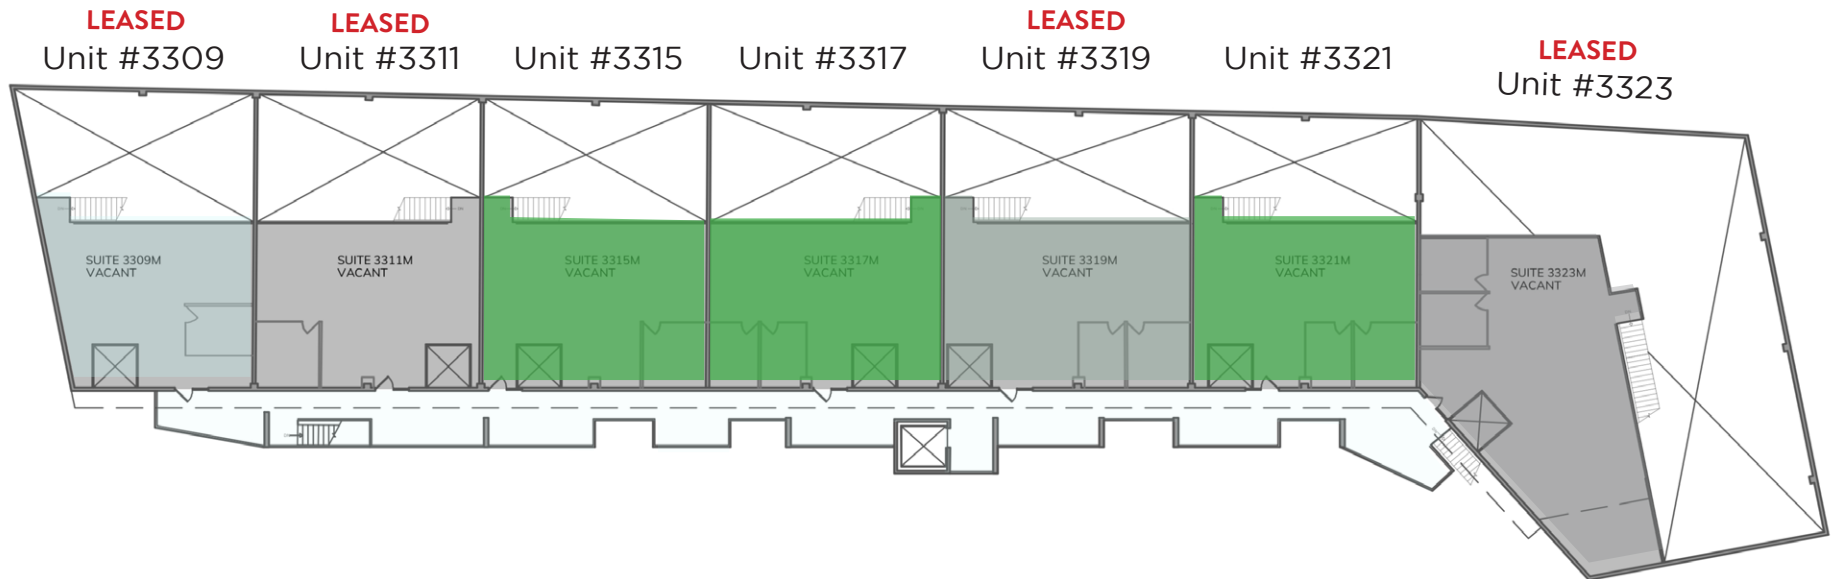 LEASED
Unit #3309
LEASED
Unit #3311
Unit #3315
Unit #3317
LEASED
Unit #3319
Unit #3321
LEASED
Unit #3323
SUITE 3309M
VACANT
SUITE 3311M
VACANT
SUITE 3315M
VACANT
SUITE 3317M
VACANT
SUITE 3319M
VACANT
SUITE 3321M
VACANT
SUITE 3323M
VACANT